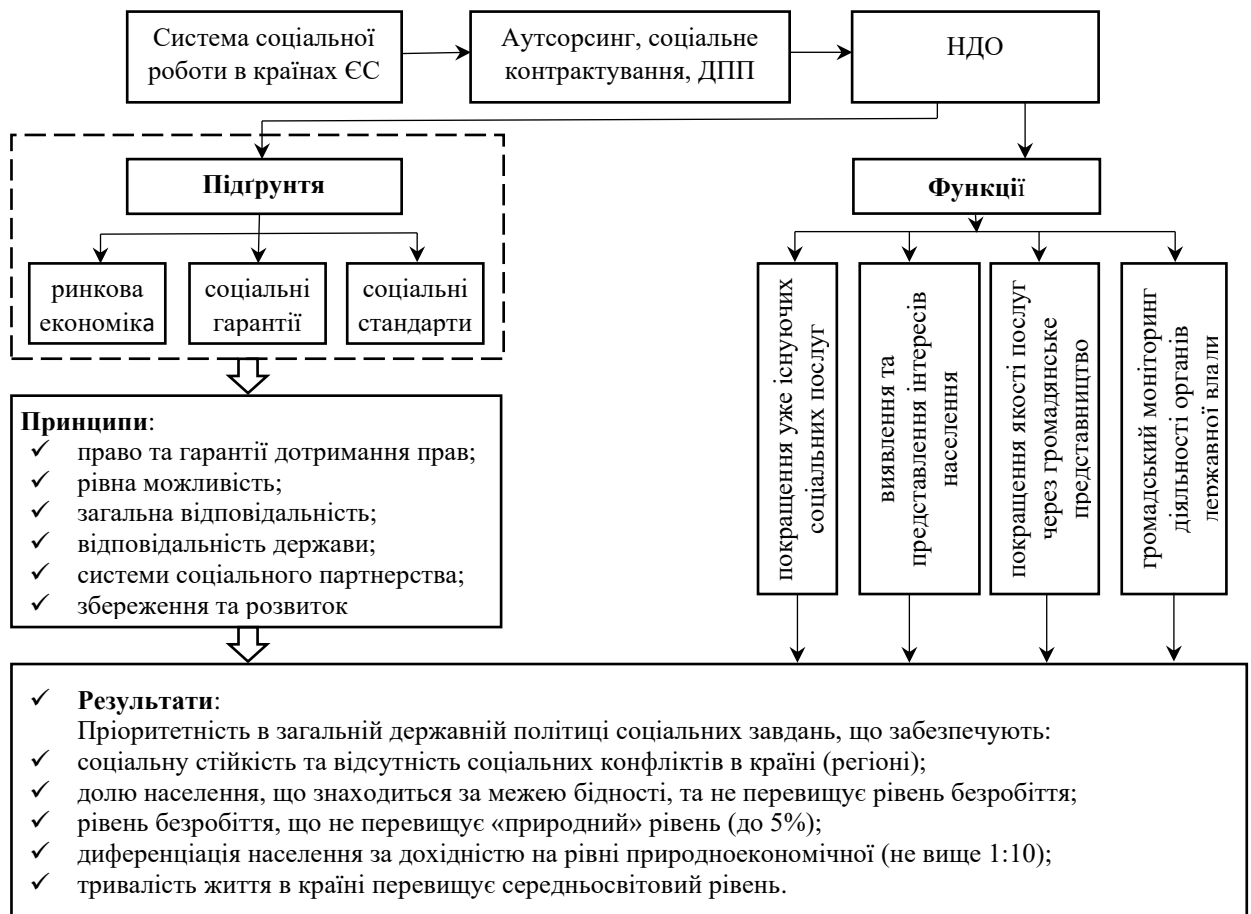 Система соціальної
роботи в країнах ЄС
Аутсорсинг, соціальне
контрактування, ДПП
НДО
Підґрунтя
Функції
ринкова
економіка
соціальні
гарантії
соціальні
стандарти
покращення уже існуючих
соціальних послуг
виявлення та
представлення інтересів
населення
покращення якості послуг
через громадянське
представництво
громадський моніторинг
діяльності органів
лержавної влали
Принципи:
✓ право та гарантії дотримання прав;
✓ рівна можливість;
✓ загальна відповідальність;
✓ відповідальність держави;
✓ системи соціального партнерства;
✓ збереження та розвиток
✓ Результати:
Пріоритетність в загальній державній політиці соціальних завдань, що забезпечують:
✓ соціальну стійкість та відсутність соціальних конфліктів в країні (регіоні);
✓ долю населення, що знаходиться за межею бідності, та не перевищує рівень безробіття;
✓ рівень безробіття, що не перевищує «природний» рівень (до 5%);
✓ диференціація населення за дохідністю на рівні природноекономічної (не вище 1:10);
✓ тривалість життя в країні перевищує середньосвітовий рівень.